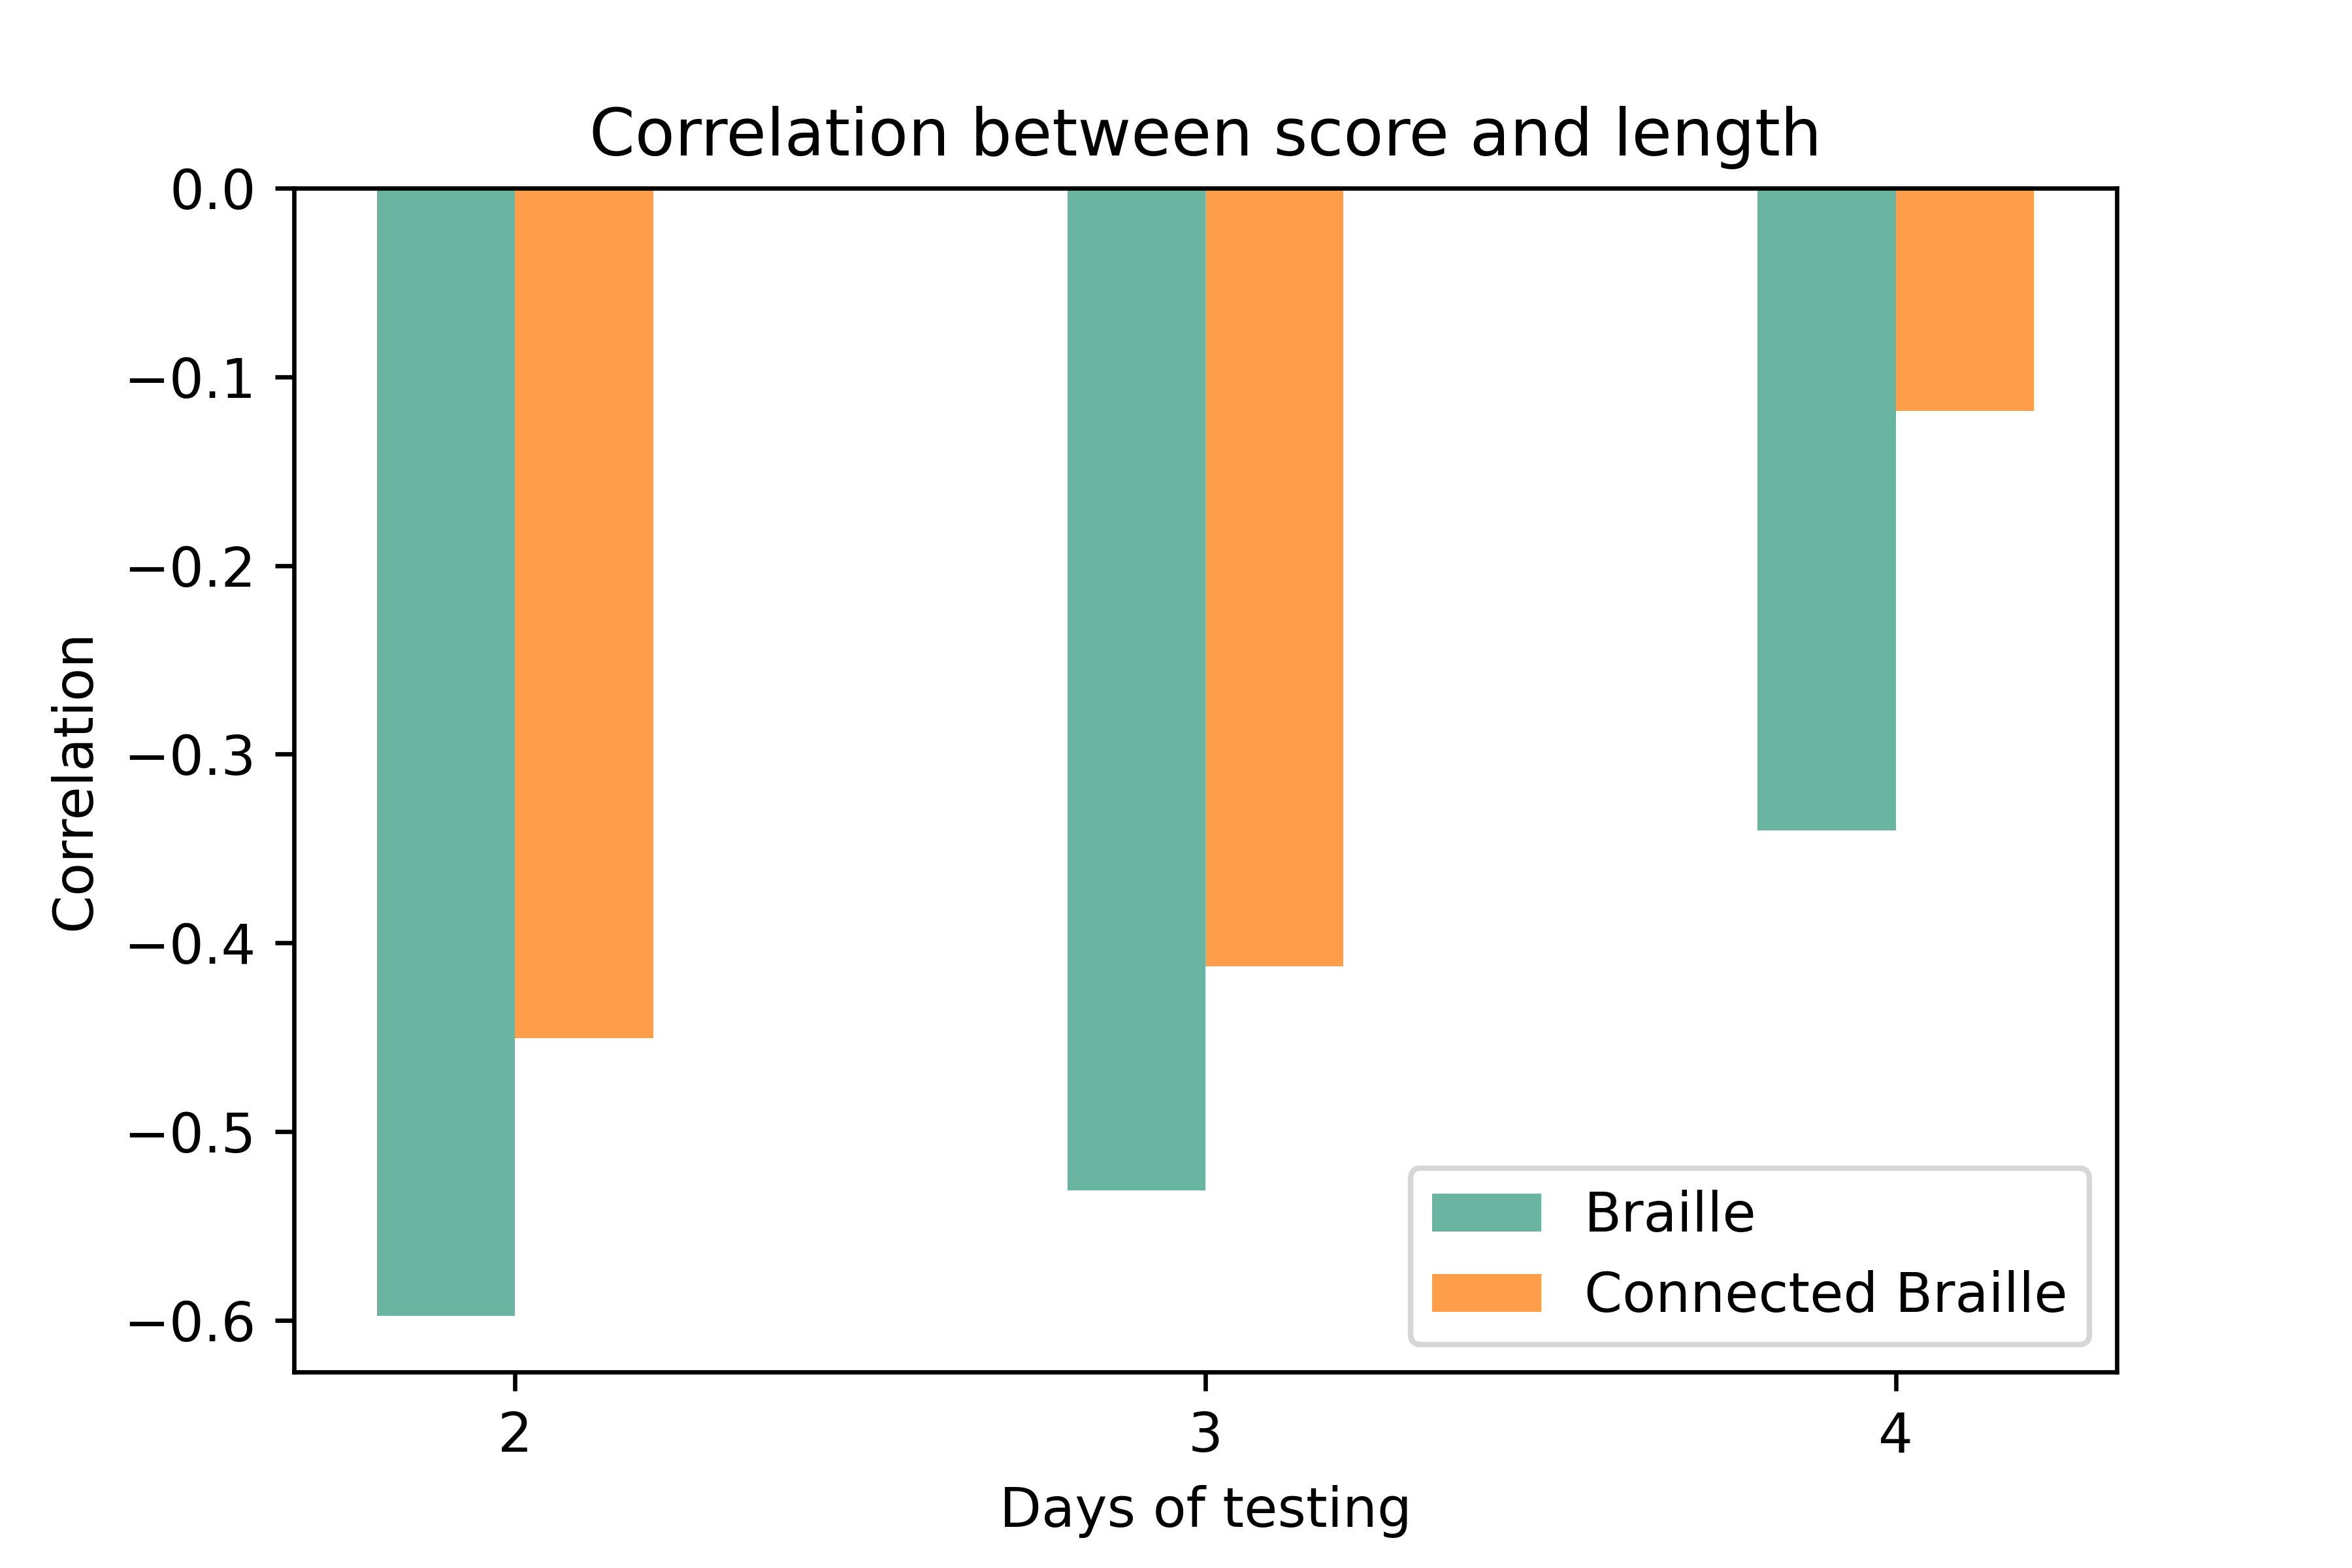 Correlation between score and length
0.0
−0.1
−0.2
−0.3
−0.4
−0.5
−0.6
Correlation
Braille
Connected Braille
2 3 4
Days of testing